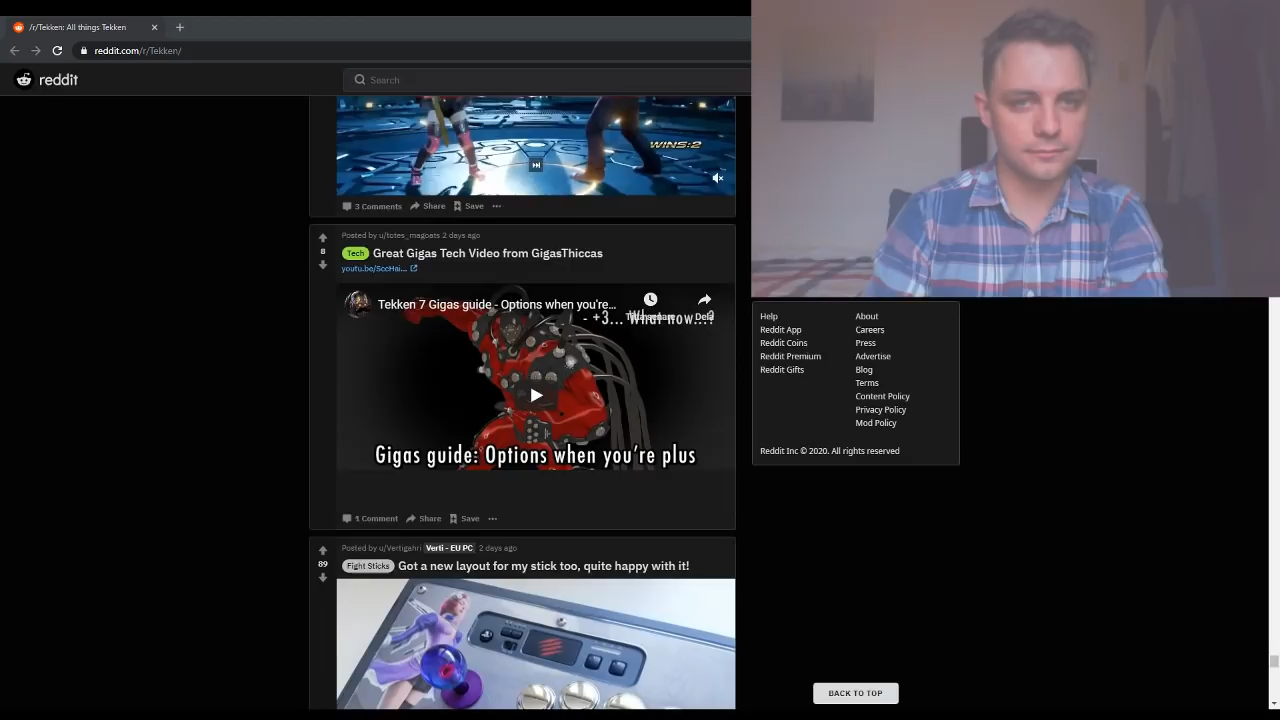 /r/Tekken: All things Tekken
reddit.com/r/Tekken/
reddit
Search
WINS:2
3 Comments Share Save
Posted by u/totes_magoats 2 days ago
8
Tech Great Gigas Tech Video from GigasThiccas
youtu.be/SccHai...
Tekken 7 Gigas guide - Options when you're...
- +3... What now...?
Dela
Gigas guide: Options when you're plus
1 Comment Share Save
Posted by u/Vertigahri Verti - EU PC 2 days ago
89
Fight Sticks Got a new layout for my stick too, quite happy with it!
Help
Reddit App
Reddit Coins
Reddit Premium
Reddit Gifts
About
Careers
Press
Advertise
Blog
Terms
Content Policy
Privacy Policy
Mod Policy
Reddit Inc © 2020. All rights reserved
BACK TO TOP